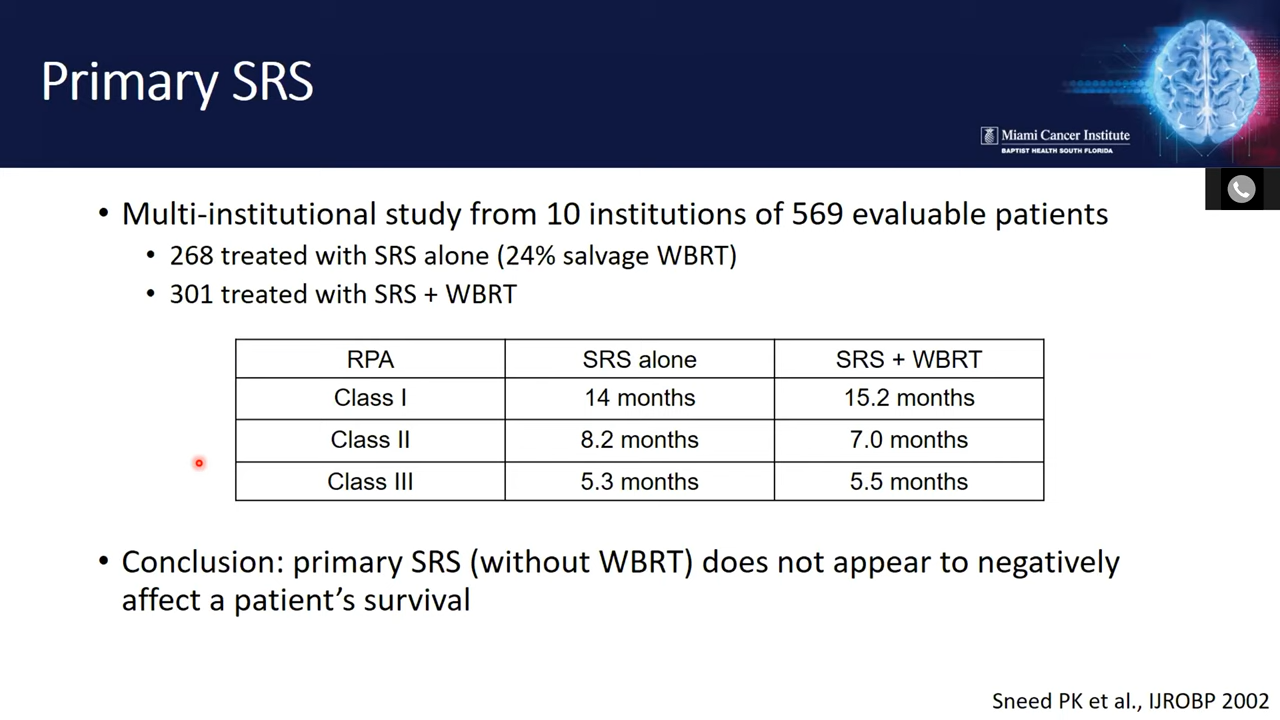 Primary SRS
Miami Cancer Institute
BAPTIST HEALTH SOUTH FLORIDA
• Multi-institutional study from 10 institutions of 569 evaluable patients
• 268 treated with SRS alone (24% salvage WBRT)
• 301 treated with SRS + WBRT
RPA SRS alone SRS + WBRT
Class I 14 months 15.2 months
Class II 8.2 months 7.0 months
Class III 5.3 months 5.5 months
• Conclusion: primary SRS (without WBRT) does not appear to negatively
affect a patient’s survival
Sneed PK et al., IJROBP 2002